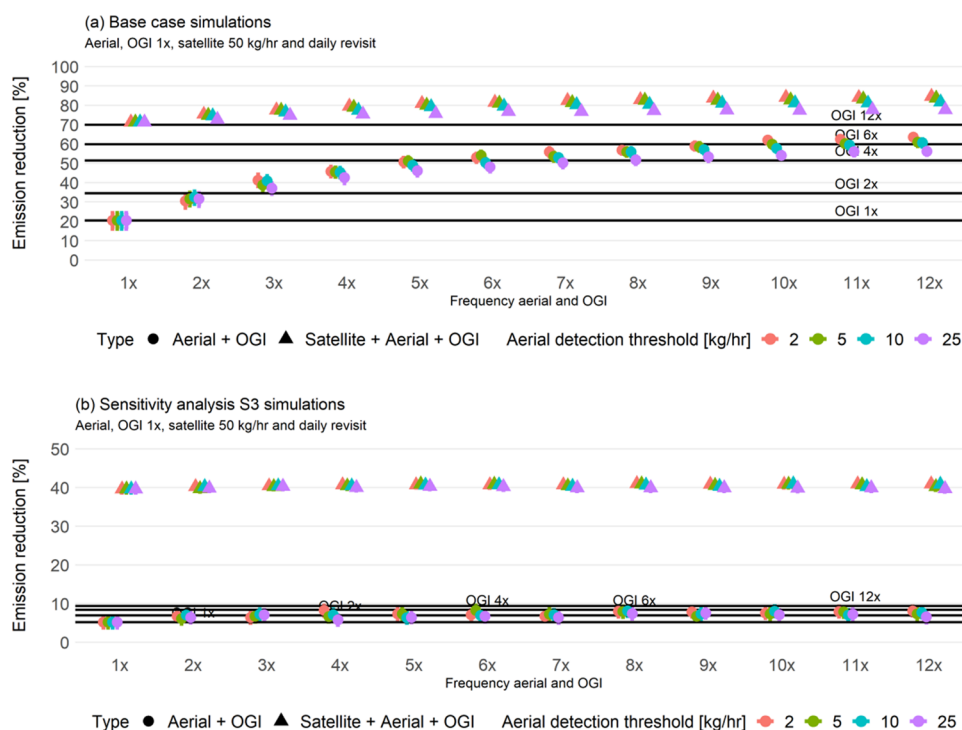 (a) Base case simulations
Aerial, OGI 1x, satellite 50 kg/hr and daily revisit
Emission reduction [%]
100
90
80
70
60
50
40
30
20
10
0
OGI 12x
OGI 6x
OGI 4x
OGI 2x
OGI 1x
1x 2x 3x 4x 5x 6x 7x 8x 9x 10x 11x 12x
Frequency aerial and OGI
Type Aerial + OGI Satellite + Aerial + OGI Aerial detection threshold [kg/hr] 2 5 10 25
(b) Sensitivity analysis S3 simulations
Aerial, OGI 1x, satellite 50 kg/hr and daily revisit
Emission reduction [%]
50
40
30
20
10
0
OGI 1x OGI 2x OGI 4x OGI 6x OGI 12x
1x 2x 3x 4x 5x 6x 7x 8x 9x 10x 11x 12x
Frequency aerial and OGI
Type Aerial + OGI Satellite + Aerial + OGI Aerial detection threshold [kg/hr] 2 5 10 25